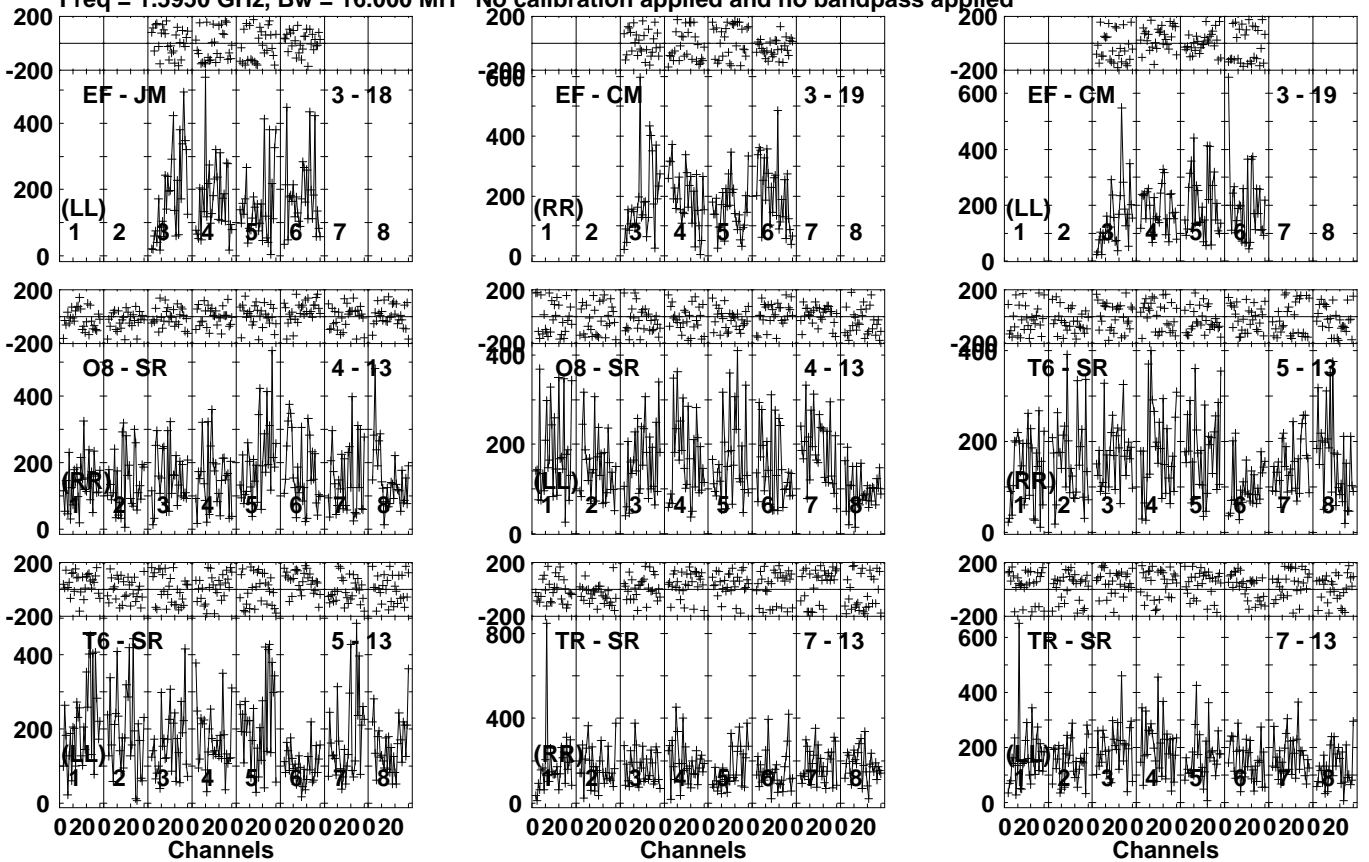 Freq = 1.5950 GHz, Bw = 16.000 MH No calibration applied and no bandpass applied
200 200 200
-200 -200 -200
600
EF - JM 3 - 18 EF - CM 3 - 19 EF - CM 3 - 19
600
400 400 400
200 200 200
(LL) (RR) (LL)
1 2 3 4 5 6 7 8 1 2 3 4 5 6 7 8 1 2 3 4 5 6 7 8
0 0 0
200 200 200
-200 -200 -200
400 400
O8 - SR 4 - 13 O8 - SR 4 - 13 T6 - SR 5 - 13
400
200 200 200
(RR) (LL) (RR)
1 2 3 4 5 6 7 8 1 2 3 4 5 6 7 8 1 2 3 4 5 6 7 8
0 0 0
200 200 200
-200 -200 -200
T6 - SR 5 - 13 TR - SR 7 - 13 TR - SR 7 - 13
800 600
400 400 400
200 200
(LL) (RR) (LL)
1 2 3 4 5 6 7 8 1 2 3 4 5 6 7 8 1 2 3 4 5 6 7 8
0 0 0
0 20 0 20 0 20 0 20 0 20 0 20 0 20 0 20 0 20 0 20 0 20 0 20 0 20 0 20 0 20 0 20 0 20 0 20 0 20 0 20 0 20 0 20 0 20 0 20
Channels Channels Channels